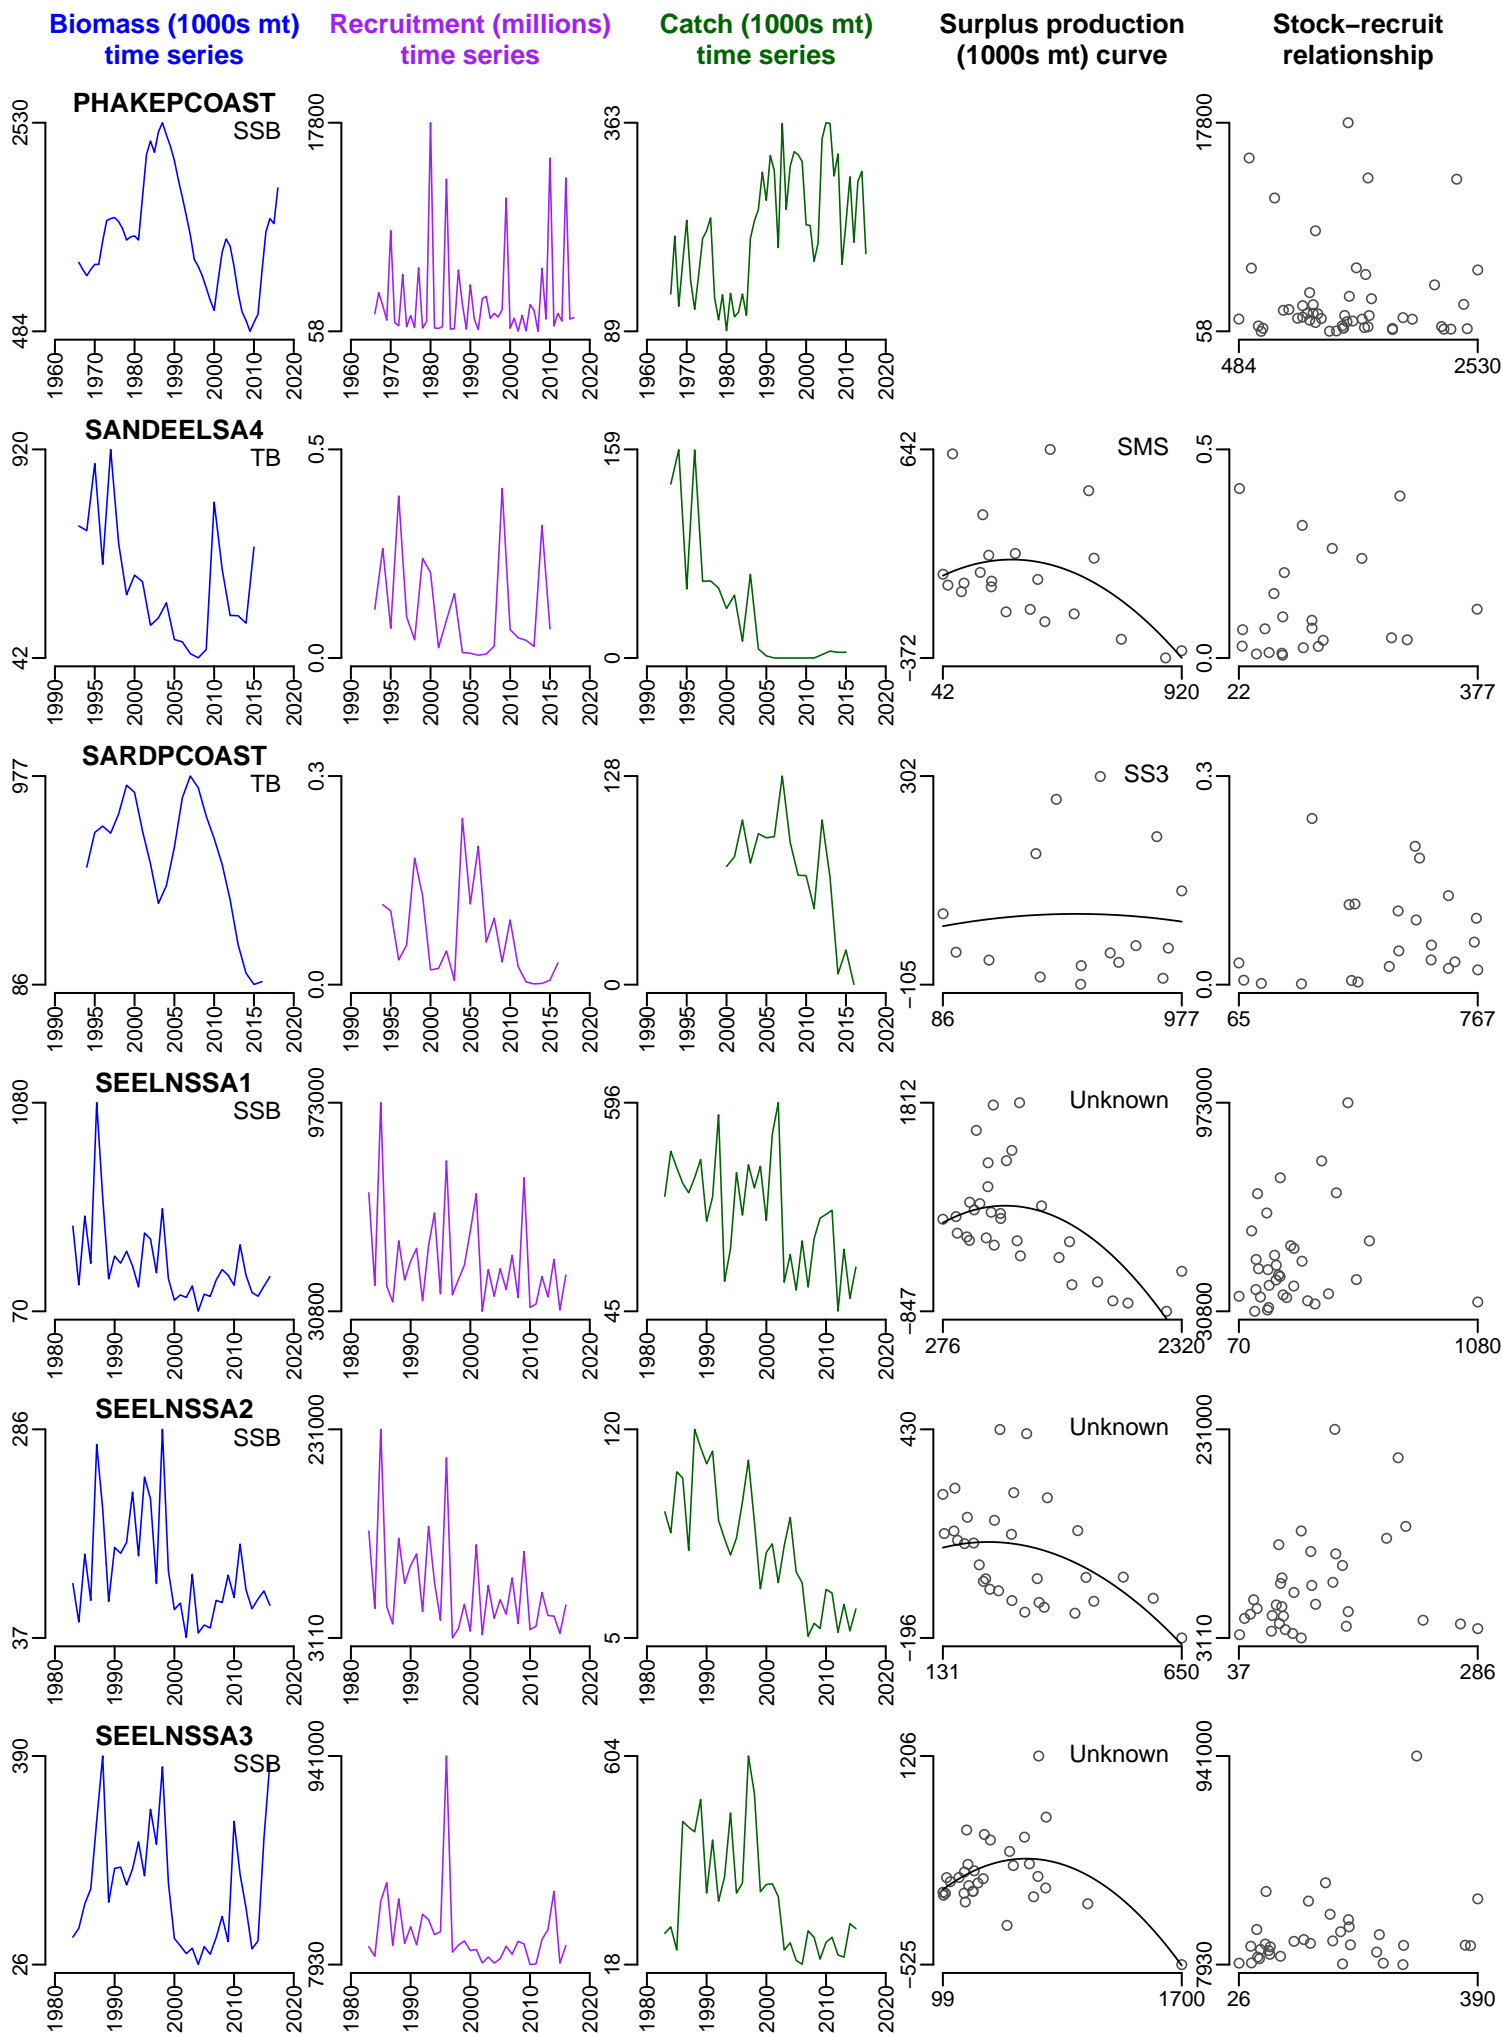 Biomass (1000s mt) Recruitment (millions) Catch (1000s mt) Surplus production Stock−recruit
time series time series time series (1000s mt) curve relationship
PHAKEPCOAST
SSB
2530 17800 363 17800
484 58 89 58
484 2530
1960 1970 1980 1990 2000 2010 2020 1960 1970 1980 1990 2000 2010 2020 1960 1970 1980 1990 2000 2010 2020
SANDEELSA4
TB SMS
920 0.5 159 642 0.5
42 0.0 0 −372 0.0
42 920 22 377
1990 1995 2000 2005 2010 2015 2020 1990 1995 2000 2005 2010 2015 2020 1990 1995 2000 2005 2010 2015 2020
SARDPCOAST
TB SS3
977 0.3 128 302 0.3
86 0.0 0 −105 0.0
86 977 65 767
1990 1995 2000 2005 2010 2015 2020 1990 1995 2000 2005 2010 2015 2020 1990 1995 2000 2005 2010 2015 2020
SEELNSSA1
SSB Unknown
1080 973000 596 1812 973000
70 30800 45 −847 30800
276 2320 70 1080
1980 1990 2000 2010 2020 1980 1990 2000 2010 2020 1980 1990 2000 2010 2020
SEELNSSA2
SSB Unknown
286 231000 120 430 231000
37 3110 5 −196 3110
131 650 37 286
1980 1990 2000 2010 2020 1980 1990 2000 2010 2020 1980 1990 2000 2010 2020
SEELNSSA3
SSB Unknown
390 941000 604 1206 941000
26 7930 18 −525 7930
99 1700 26 390
1980 1990 2000 2010 2020 1980 1990 2000 2010 2020 1980 1990 2000 2010 2020